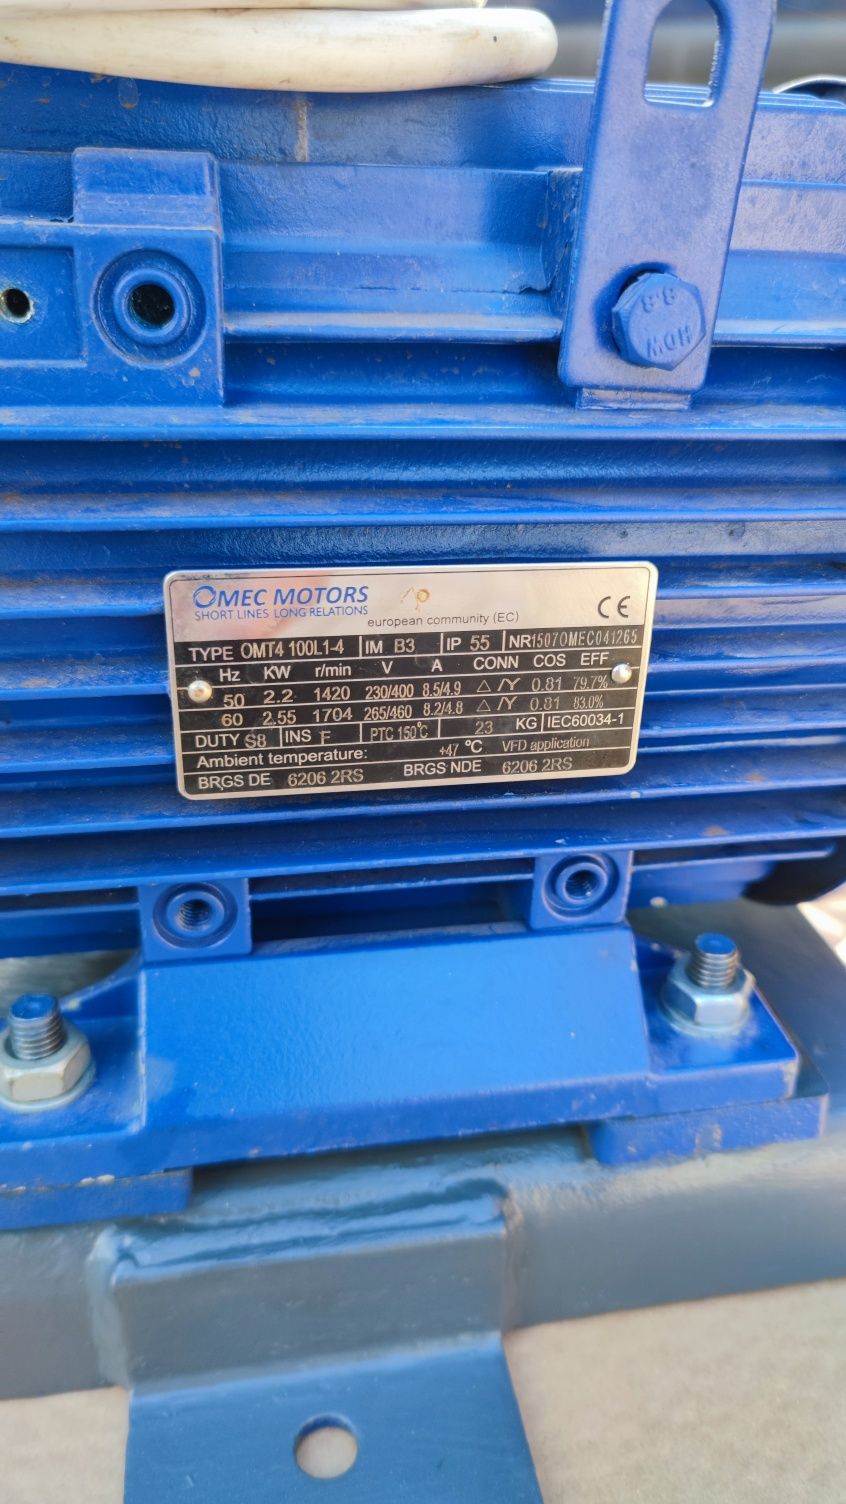 8.8
HDW
OMEC MOTORS
SHORT LINES LONG RELATIONS
european community (EC)
CE
TYPE OMT4 100L1-4 IM B3 IP 55 NR15070MEC041265
Hz KW r/min V A CONN COS EFF
50 2.2 1420 230/400 8.5/4.9 △/Y 0.81 79.7%
60 2.55 1704 265/460 8.2/4.8 △/Y 0.81 83.0%
DUTY S8 INS F PTC 150°C 23 KG IEC60034-1
Ambient temperature: +47 °C VFD application
BRGS DE 6206 2RS BRGS NDE 6206 2RS